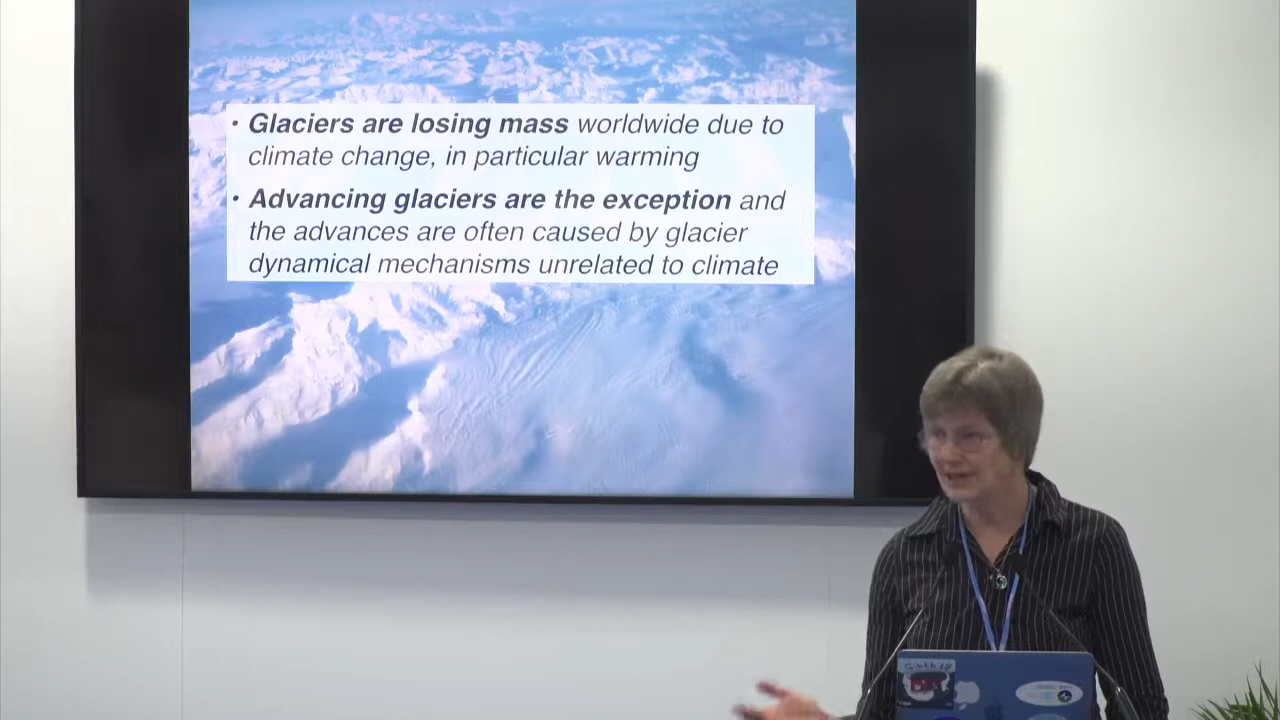 • Glaciers are losing mass worldwide due to
climate change, in particular warming
• Advancing glaciers are the exception and
the advances are often caused by glacier
dynamical mechanisms unrelated to climate